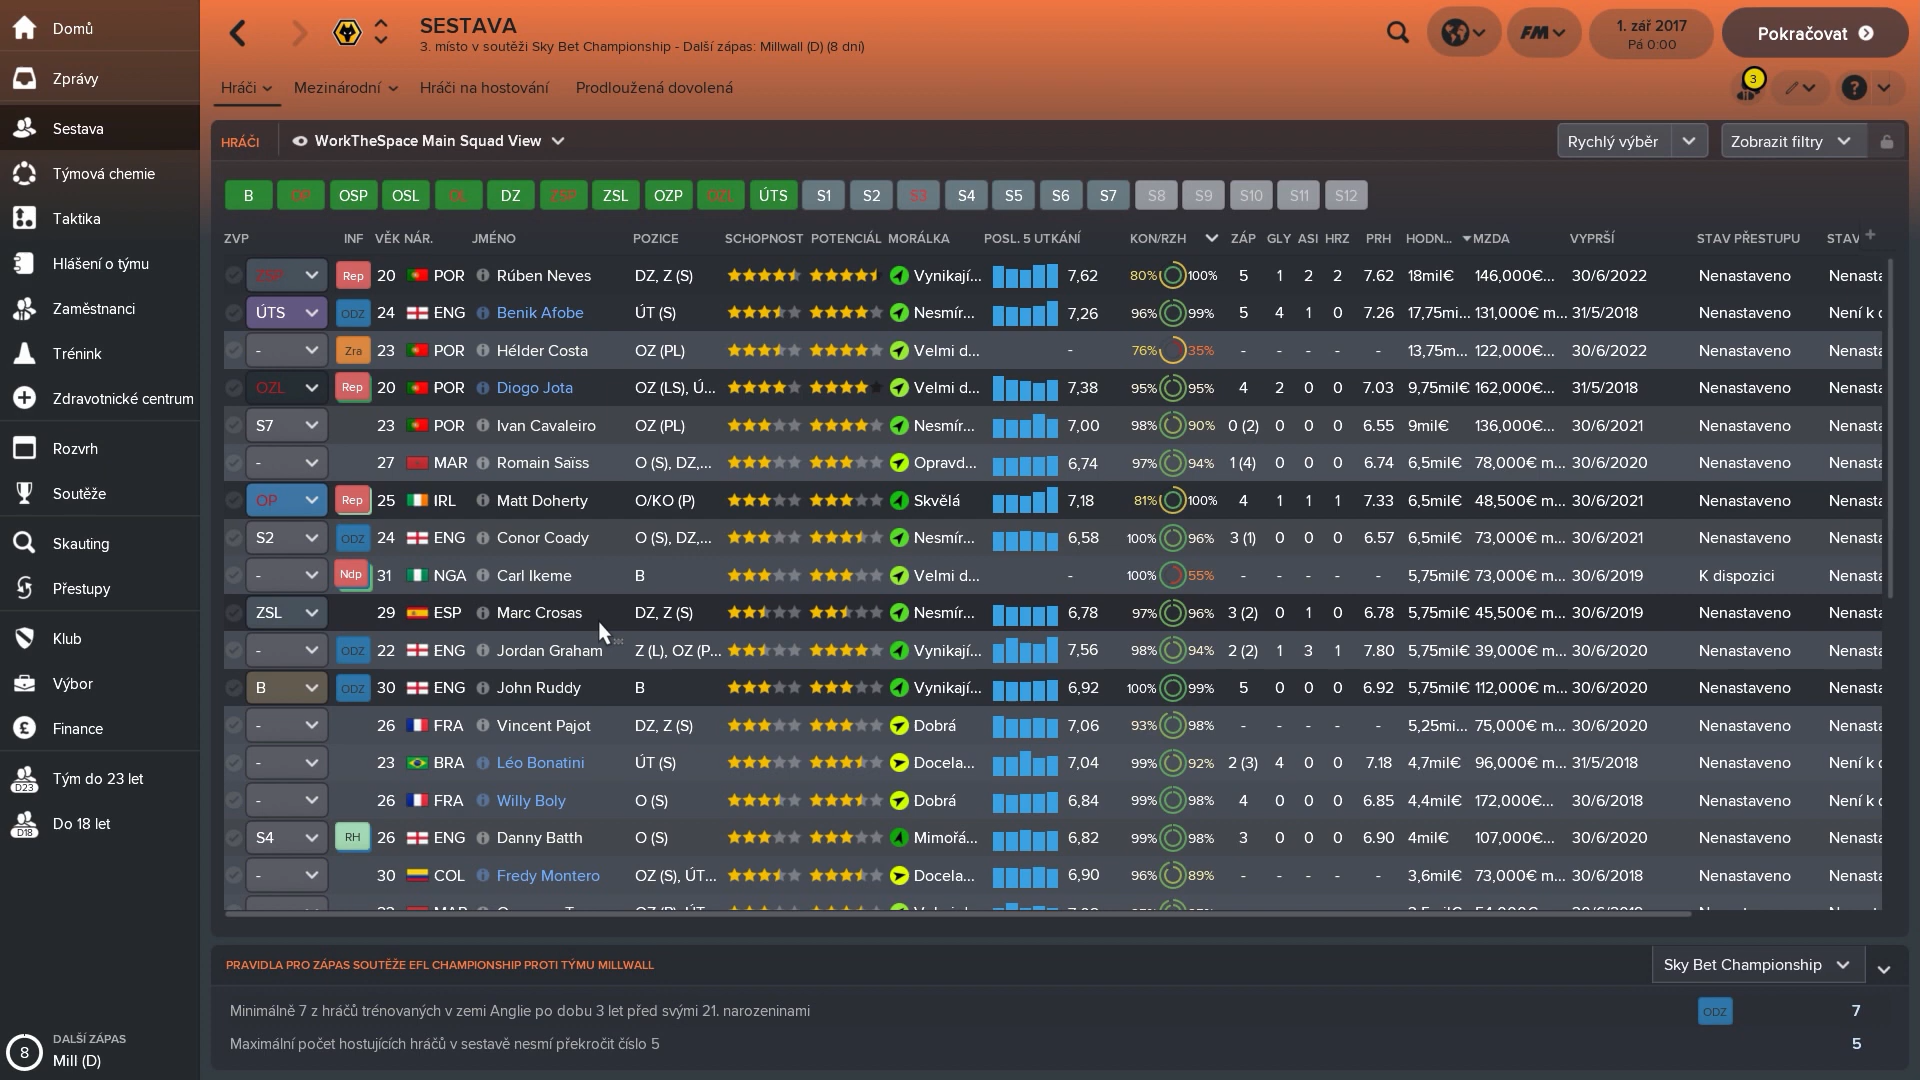 Domů
Zprávy
Sestava
Týmová chemie
Taktika
Hlášení o týmu
Zaměstnanci
Trénink
Zdravotnické centrum
Rozvrh
Soutěže
Skauting
Přestupy
Klub
Výbor
Finance
D23 Tým do 23 let
D18 Do 18 let
DALŠÍ ZÁPAS
8 Mill (D)
SESTAVA
3. místo v soutěži Sky Bet Championship - Další zápas: Millwall (D) (8 dní)
FM
1. zář 2017
Pá 0:00
Pokračovat
Hráči Mezinárodní Hráči na hostování Prodloužená dovolená
3 ?
HRÁČI WorkTheSpace Main Squad View Rychlý výběr Zobrazit filtry
B OP OSP OSL OL DZ ZSP ZSL OZP OZL ÚTS S1 S2 S3 S4 S5 S6 S7 S8 S9 S10 S11 S12
ZVP INF VĚK NÁR. JMÉNO POZICE SCHOPNOST POTENCIÁL MORÁLKA POSL. 5 UTKÁNÍ KON/RZH ZÁP GLY ASI HRZ PRH HODN... MZDA VYPRŠÍ STAV PŘESTUPU STAV +
ZSP Rep 20 POR Rúben Neves DZ, Z (S) Vynikají... 7,62 80% 100% 5 1 2 2 7.62 18mil€ 146,000€... 30/6/2022 Nenastaveno Nenasta
ÚTS ODZ 24 ENG Benik Afobe ÚT (S) Nesmír... 7,26 96% 99% 5 4 1 0 7.26 17,75mi... 131,000€ m... 31/5/2018 Nenastaveno Není k
- Zra 23 POR Hélder Costa OZ (PL) Velmi d... - 76% 35% - - - - - 13,75m... 122,000€... 30/6/2022 Nenastaveno Nenasta
OZL Rep 20 POR Diogo Jota OZ (LS), Ú... Velmi d... 7,38 95% 95% 4 2 0 0 7.03 9,75mil€ 162,000€... 31/5/2018 Nenastaveno Není k
S7 23 POR Ivan Cavaleiro OZ (PL) Nesmír... 7,00 98% 90% 0 (2) 0 0 0 6.55 9mil€ 136,000€... 30/6/2021 Nenastaveno Nenasta
- 27 MAR Romain Saïss O (S), DZ,... Opravd... 6,74 97% 94% 1 (4) 0 0 0 6.74 6,5mil€ 78,000€ m... 30/6/2020 Nenastaveno Nenasta
OP Rep 25 IRL Matt Doherty O/KO (P) Skvělá 7,18 81% 100% 4 1 1 1 7.33 6,5mil€ 48,500€ m... 30/6/2021 Nenastaveno Nenasta
S2 ODZ 24 ENG Conor Coady O (S), DZ,... Nesmír... 6,58 100% 96% 3 (1) 0 0 0 6.57 6,5mil€ 73,000€ m... 30/6/2021 Nenastaveno Nenasta
- Ndp 31 NGA Carl Ikeme B Velmi d... - 100% 55% - - - - - 5,75mil€ 73,000€ m... 30/6/2019 K dispozici Nenasta
ZSL 29 ESP Marc Crosas DZ, Z (S) Nesmír... 6,78 97% 96% 3 (2) 0 1 0 6.78 5,75mil€ 45,500€ m... 30/6/2019 Nenastaveno Nenasta
- ODZ 22 ENG Jordan Graham Z (L), OZ (P... Vynikají... 7,56 98% 94% 2 (2) 1 3 1 7.80 5,75mil€ 39,000€ m... 30/6/2020 Nenastaveno Nenasta
B ODZ 30 ENG John Ruddy B Vynikají... 6,92 100% 99% 5 0 0 0 6.92 5,75mil€ 112,000€ m... 30/6/2020 Nenastaveno Nenasta
- 26 FRA Vincent Pajot DZ, Z (S) Dobrá 7,06 93% 98% - - - - - 5,25mi... 75,000€ m... 30/6/2020 Nenastaveno Nenasta
- 23 BRA Léo Bonatini ÚT (S) Docela... 7,04 99% 92% 2 (3) 4 0 0 7.18 4,7mil€ 96,000€ m... 31/5/2018 Nenastaveno Není k
- 26 FRA Willy Boly O (S) Dobrá 6,84 99% 98% 4 0 0 0 6.85 4,4mil€ 172,000€... 30/6/2018 Nenastaveno Není k
S4 RH 26 ENG Danny Batth O (S) Mimořá... 6,82 99% 98% 3 0 0 0 6.90 4mil€ 107,000€... 30/6/2020 Nenastaveno Nenasta
- 30 COL Fredy Montero OZ (S), ÚT... Docela... 6,90 96% 89% - - - - - 3,6mil€ 73,000€ m... 30/6/2018 Nenastaveno Nenasta
PRAVIDLA PRO ZÁPAS SOUTĚŽE EFL CHAMPIONSHIP PROTI TÝMU MILLWALL Sky Bet Championship
Minimálně 7 z hráčů trénovaných v zemi Anglie po dobu 3 let před svými 21. narozeninami ODZ 7
Maximální počet hostujících hráčů v sestavě nesmí překročit číslo 5 5